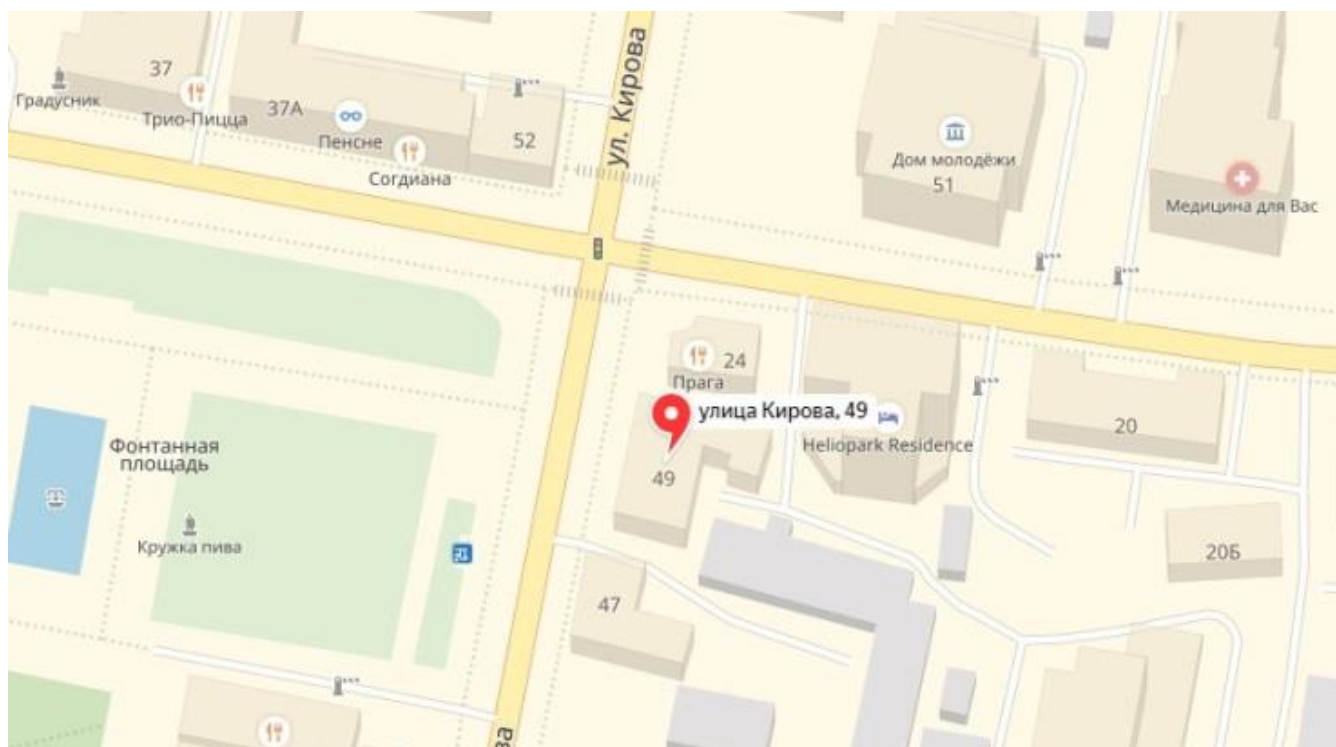 ул. Кирова
37
Градусник
Трио-Пицца
37А
Пенсне
52
Согдиана
Дом молодёжи
51
Медицина для Вас
24
Прага
улица Кирова, 49
Heliopark Residence
20
Фонтанная
площадь
49
Кружка пива
20Б
47
ва